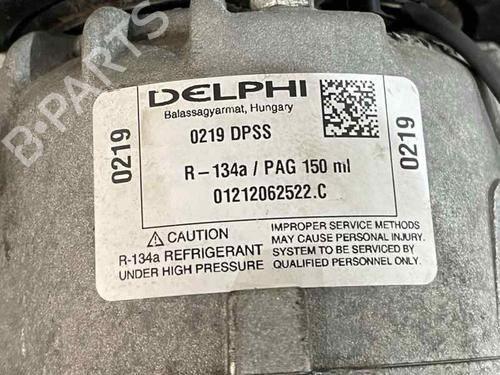 B-PARTS
DELPHI
Balassagyarmat, Hungary
0219 DPSS
0219
0219
R-134a / PAG 150 ml
01212062522.C
CAUTION
R-134a REFRIGERANT
UNDER HIGH PRESSURE
IMPROPER SERVICE METHODS
MAY CAUSE PERSONAL INJURY.
SYSTEM TO BE SERVICED BY
QUALIFIED PERSONNEL ONLY.